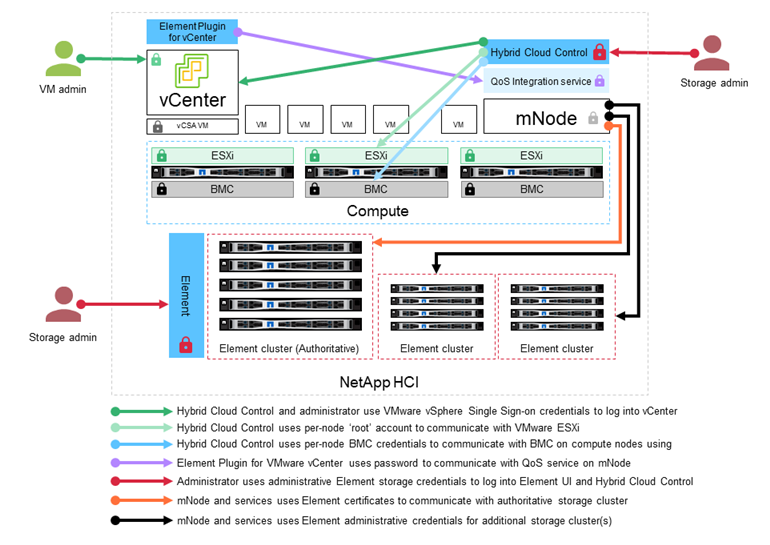 Element Plugin
for vCenter
Hybrid Cloud Control
VM admin
Storage admin
vCenter
QoS Integration service
vCSA VM
VM
VM
VM
VM
VM
mNode
ESXi
ESXi
ESXi
BMC
BMC
BMC
Compute
Element
Storage admin
Element cluster (Authoritative)
Element cluster
Element cluster
NetApp HCI
Hybrid Cloud Control and administrator use VMware vSphere Single Sign-on credentials to log into vCenter
Hybrid Cloud Control uses per-node ‘root’ account to communicate with VMware ESXi
Hybrid Cloud Control uses per-node BMC credentials to communicate with BMC on compute nodes using
Element Plugin for VMware vCenter uses password to communicate with QoS service on mNode
Administrator uses administrative Element storage credentials to log into Element UI and Hybrid Cloud Control
mNode and services uses Element certificates to communicate with authoritative storage cluster
mNode and services uses Element administrative credentials for additional storage cluster(s)